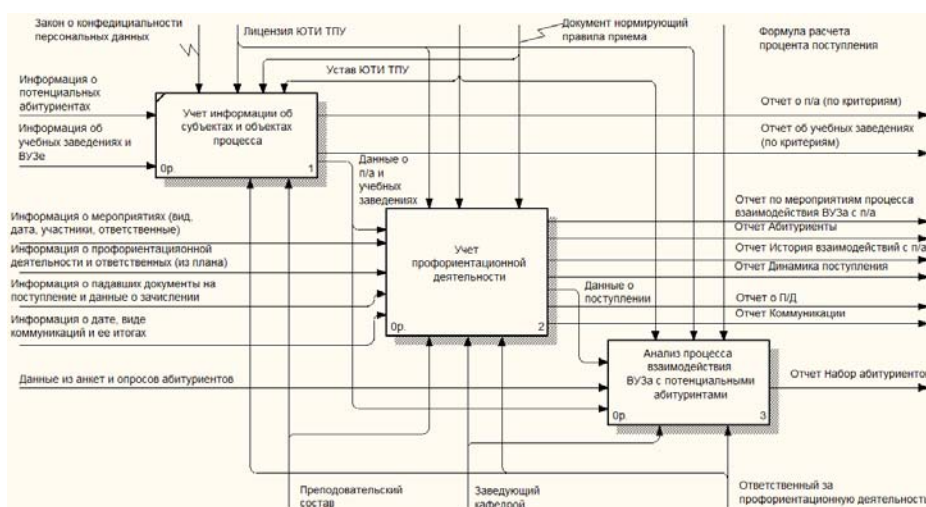 Закон о конфедициальности
персональных данных
Лицензия ЮТИ ТПУ
Документ нормирующий
правила приема
Формула расчета
процента поступления
Устав ЮТИ ТПУ
Информация о
потенциальных
абитуриентах
Информация об
учебных заведениях и
ВУЗе
Учет информации об
субъектах и объектах
процесса
0р.
1
Отчет о п/а (по критериям)
Отчет об учебных заведениях
(по критериям)
Данные о
п/а и
учебных
заведениях
Информация о мероприятиях (вид,
дата, участники, ответственные)
Информация о профориентационной
деятельности и ответственных (из плана)
Информация о падавших документы на
поступление и данные о зачислении
Информация о дате, виде
коммуникаций и ее итогах
Учет
профориентационной
деятельности
0р.
2
Отчет по мероприятиям процесса
взаимодействия ВУЗа с п/а
Отчет Абитуриенты
Отчет История взаимодействий с п/а
Отчет Динамика поступления
Отчет о П/Д
Отчет Коммуникации
Данные о
поступлении
Данные из анкет и опросов абитуриентов
Анализ процесса
взаимодействия
ВУЗа с потенциальными
абитуринтами
0р.
3
Отчет Набор абитуриентов
Преподовательский
состав
Заведующий
кафедрой
Ответственный за
профориентационную деятельность